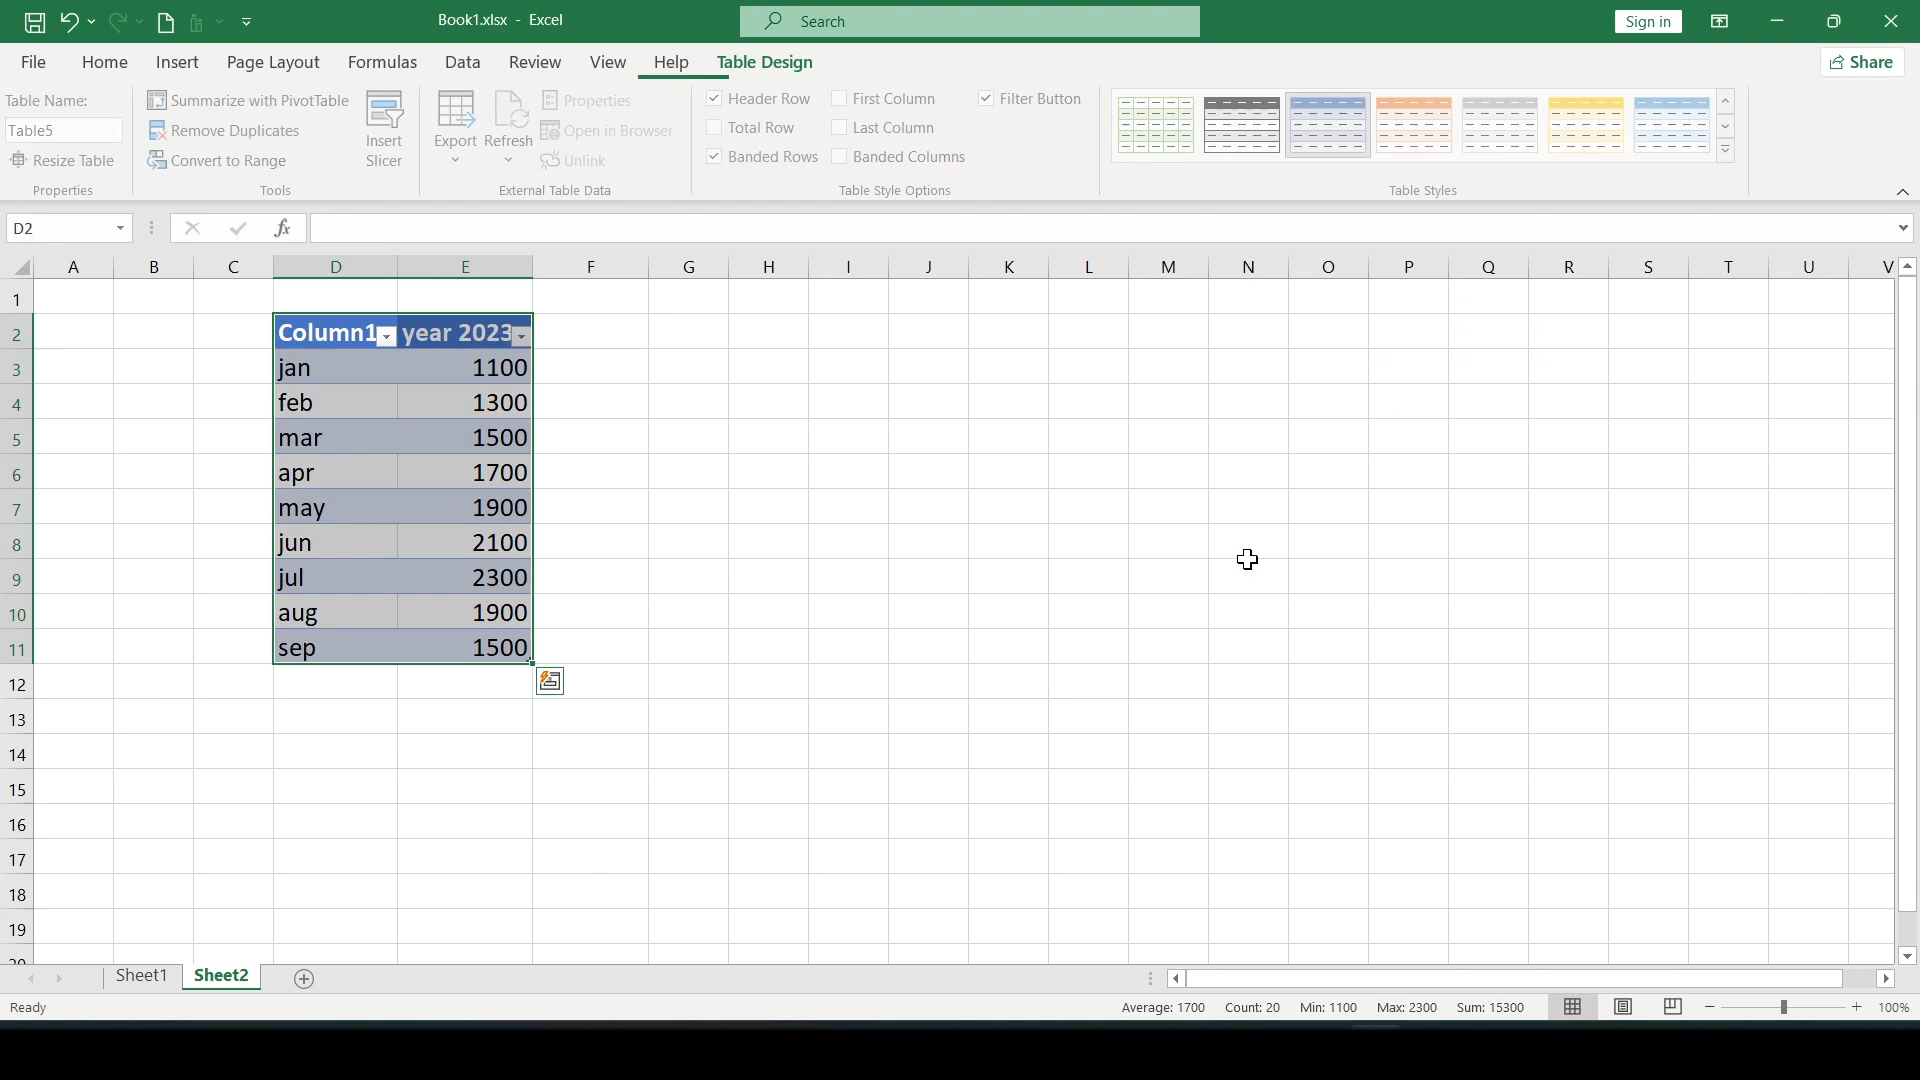 Book1.xlsx - Excel
Search
Sign in
File Home Insert Page Layout Formulas Data Review View Help Table Design
Share
Table Name:
Table5
Resize Table
Properties
Summarize with PivotTable
Remove Duplicates
Convert to Range
Insert
Slicer
Tools
Export
Refresh
Properties
Open in Browser
Unlink
External Table Data
Header Row
Total Row
Banded Rows
First Column
Last Column
Banded Columns
Filter Button
Table Style Options
Table Styles
D2
fx
A B C D E F G H I J K L M N O P Q R S T U V
1
2 Column1 year 2023
3 jan 1100
4 feb 1300
5 mar 1500
6 apr 1700
7 may 1900
8 jun 2100
9 jul 2300
10 aug 1900
11 sep 1500
12
13
14
15
16
17
18
19
20
Sheet1 Sheet2
Ready
Average: 1700 Count: 20 Min: 1100 Max: 2300 Sum: 15300
100%